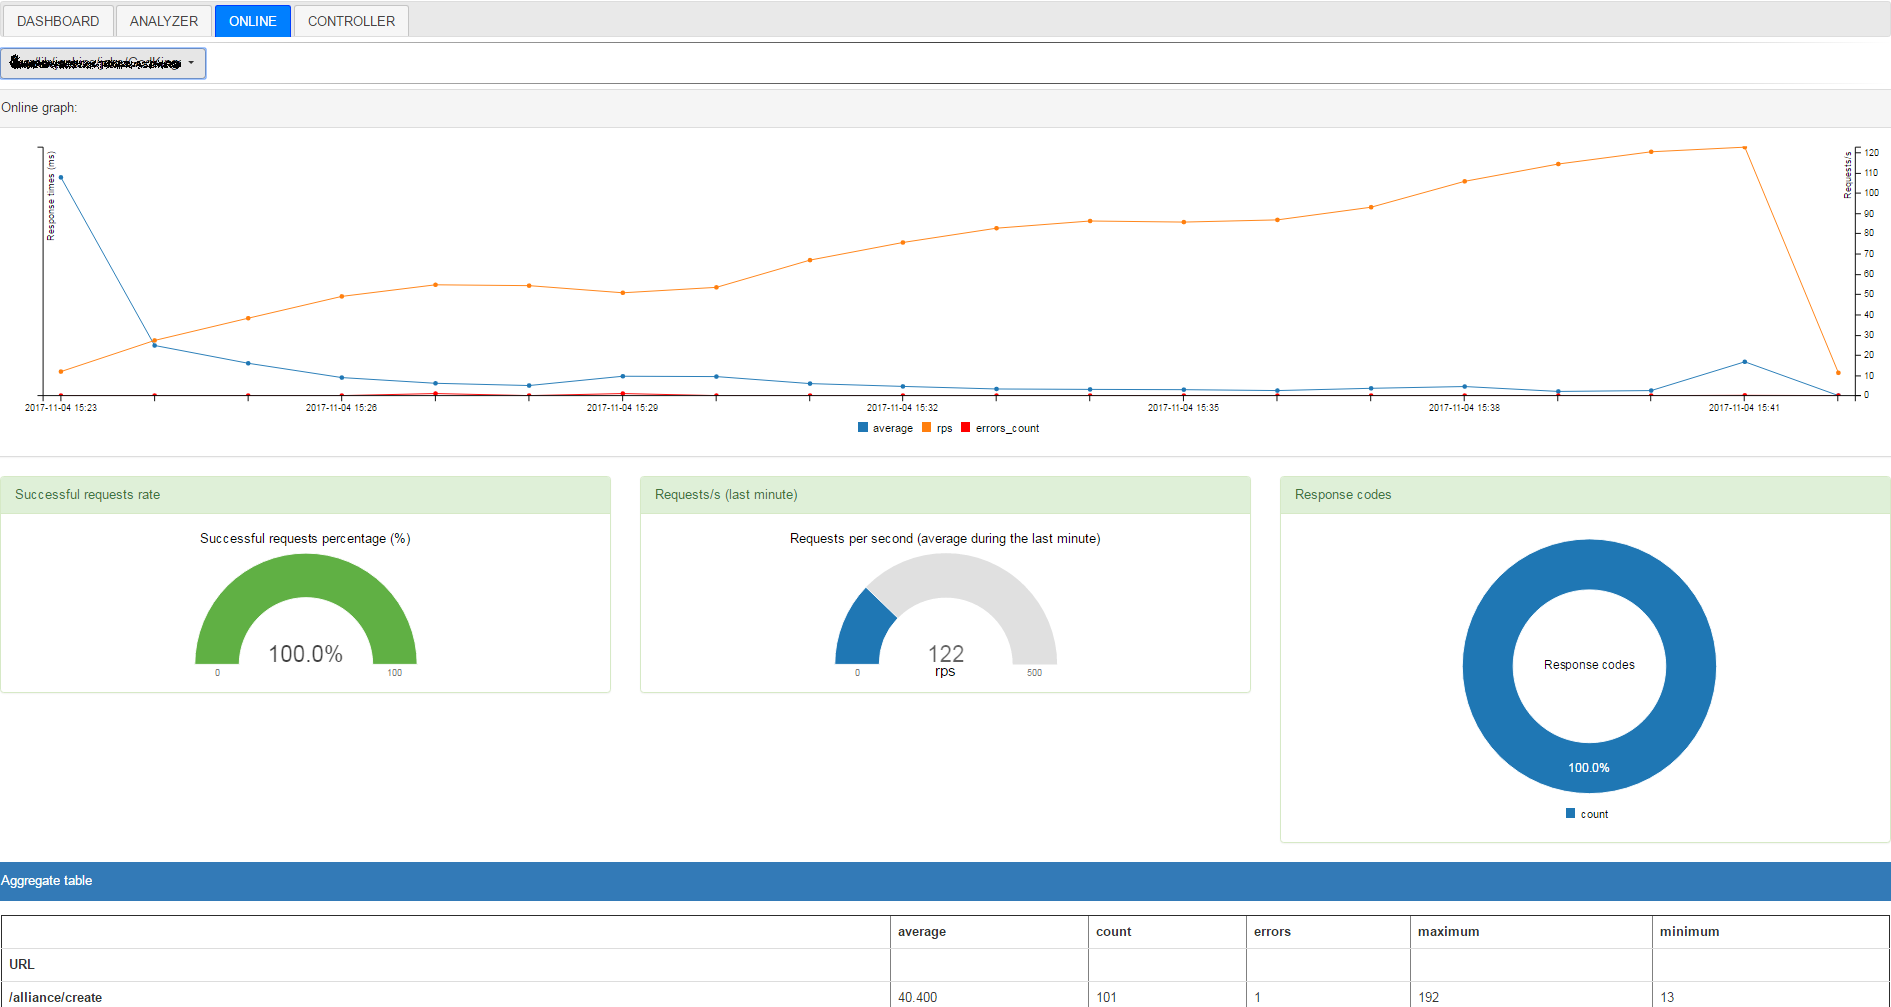 DASHBOARD ANALYZER ONLINE CONTROLLER
Online graph:
Response times (ms)
Requests/s
120
110
100
90
80
70
60
50
40
30
20
10
0
2017-11-04 15:23 2017-11-04 15:26 2017-11-04 15:29 2017-11-04 15:32 2017-11-04 15:35 2017-11-04 15:38 2017-11-04 15:41
average rps errors_count
Successful requests rate
Successful requests percentage (%)
100.0%
0 100
Requests/s (last minute)
Requests per second (average during the last minute)
122
rps
0 500
Response codes
Response codes
100.0%
count
Aggregate table
average count errors maximum minimum
URL
/alliance/create 40.400 101 1 192 13